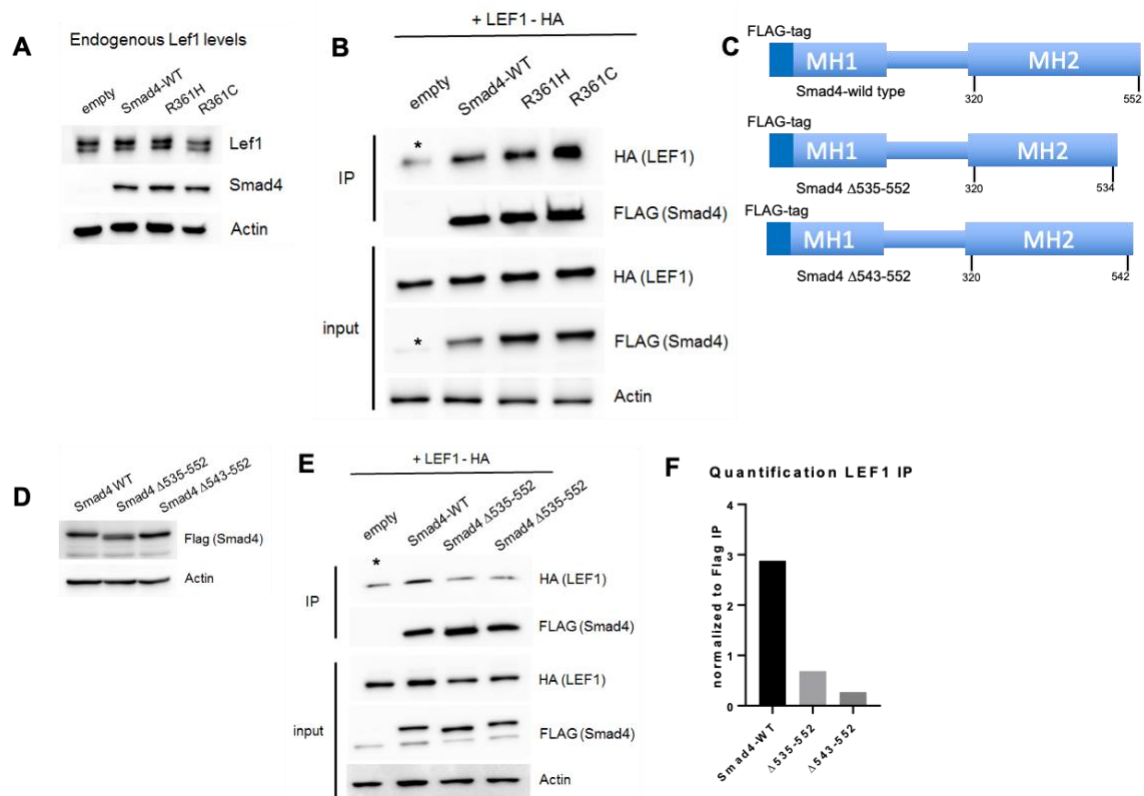 A
Endogenous Lef1 levels
empty
Smad4-WT
R361H
R361C
Lef1
Smad4
Actin
B
+ LEF1 - HA
empty
Smad4-WT
R361H
R361C
IP
*
HA (LEF1)
FLAG (Smad4)
input
HA (LEF1)
*
FLAG (Smad4)
Actin
C
FLAG-tag
MH1
MH2
Smad4-wild type
320
552
FLAG-tag
MH1
MH2
Smad4 Δ535-552
320
534
FLAG-tag
MH1
MH2
Smad4 Δ543-552
320
542
D
Smad4 WT
Smad4 Δ535-552
Smad4 Δ543-552
Flag (Smad4)
Actin
E
+ LEF1 - HA
empty
Smad4-WT
Smad4 Δ535-552
Smad4 Δ535-552
*
IP
HA (LEF1)
FLAG (Smad4)
input
HA (LEF1)
FLAG (Smad4)
Actin
F
Quantification LEF1 IP
normalized to Flag IP
4
3
2
1
0
Smad4-WT
Δ535-552
Δ543-552